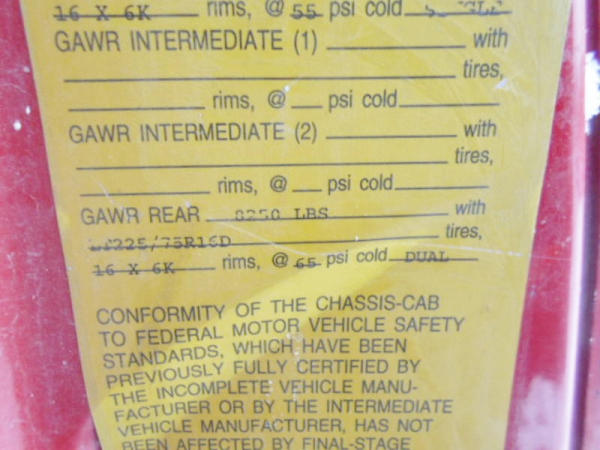 16 X 6K rims, @ 55 psi cold
GAWR INTERMEDIATE (1) with
tires,
rims, @ psi cold
GAWR INTERMEDIATE (2) with
tires,
rims, @ psi cold
GAWR REAR 8250 LBS with
LT225/75R16D tires,
16 X 6K rims, @ 65 psi cold DUAL
CONFORMITY OF THE CHASSIS-CAB
TO FEDERAL MOTOR VEHICLE SAFETY
STANDARDS, WHICH HAVE BEEN
PREVIOUSLY FULLY CERTIFIED BY
THE INCOMPLETE VEHICLE MANU-
FACTURER OR BY THE INTERMEDIATE
VEHICLE MANUFACTURER, HAS NOT
BEEN AFFECTED BY FINAL-STAGE